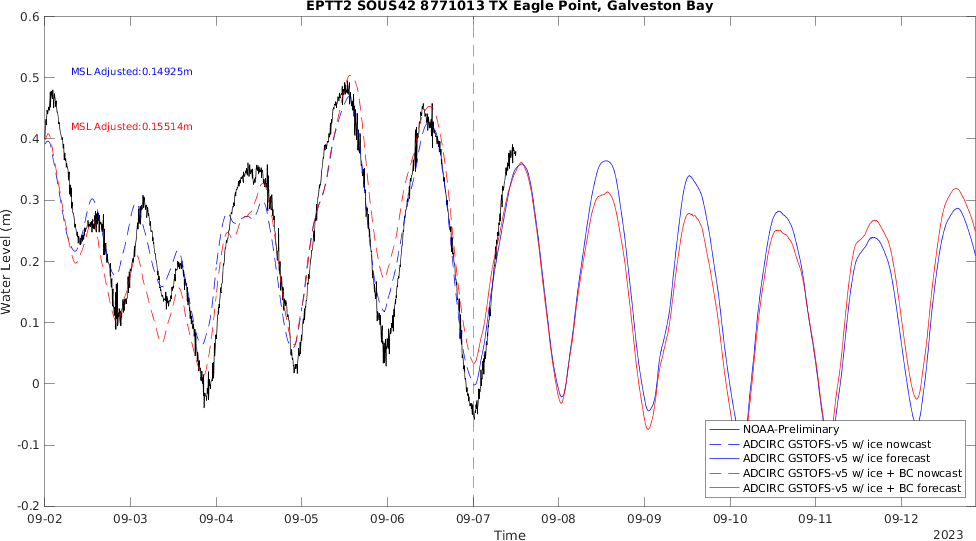 EPTT2 SOUS42 8771013 TX Eagle Point, Galveston Bay
0.6
0.5
0.4
0.3
0.2
0.1
0
-0.1
-0.2
Water Level (m)
MSL Adjusted:0.14925m
MSL Adjusted:0.15514m
NOAA-Preliminary
ADCIRC GSTOFS-v5 w/ ice nowcast
ADCIRC GSTOFS-v5 w/ ice forecast
ADCIRC GSTOFS-v5 w/ ice + BC nowcast
ADCIRC GSTOFS-v5 w/ ice + BC forecast
09-02 09-03 09-04 09-05 09-06 09-07 09-08 09-09 09-10 09-11 09-12
Time
2023